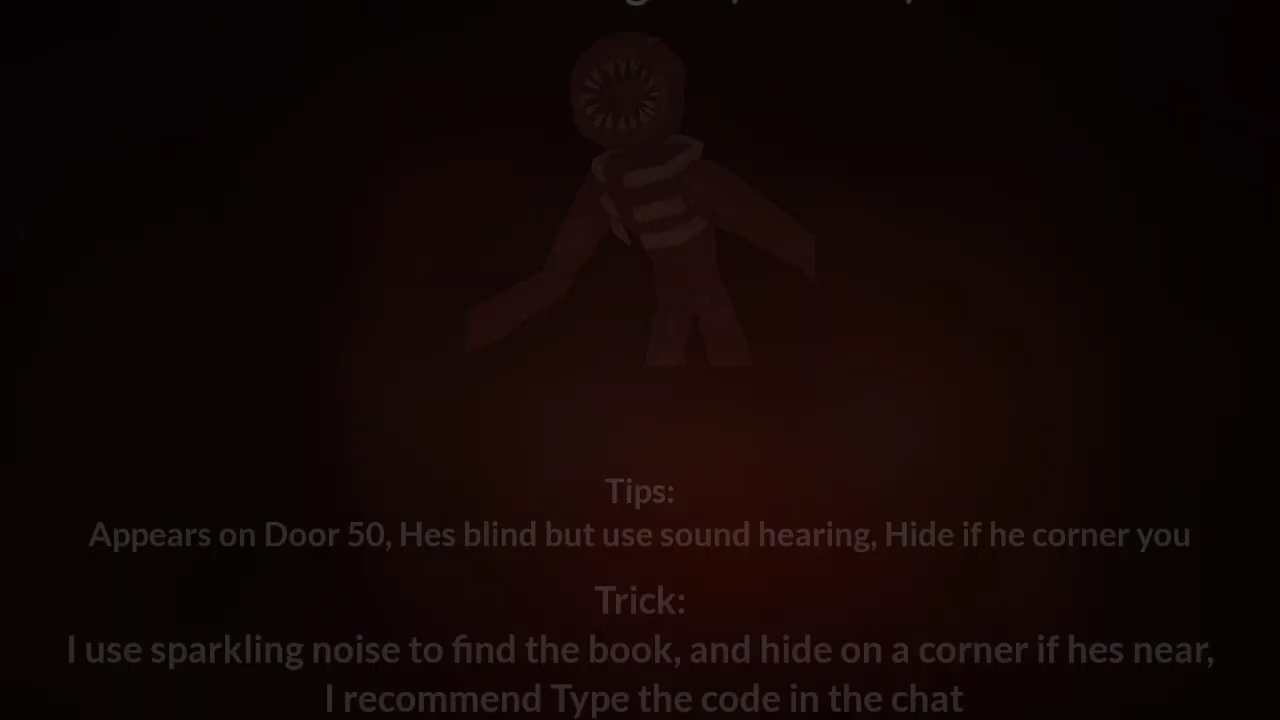 Tips:
Appears on Door 50, Hes blind but use sound hearing, Hide if he corner you
Trick:
I use sparkling noise to find the book, and hide on a corner if hes near,
I recommend Type the code in the chat